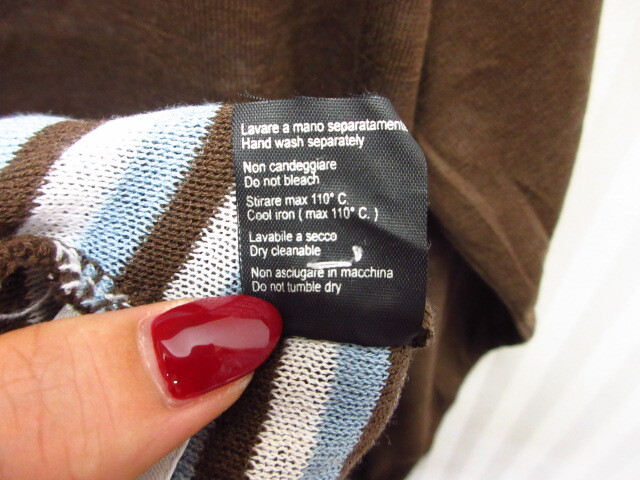 Lavare a mano separatament
Hand wash separately
Non candeggiare
Do not bleach
Stirare max 110° C.
Cool iron ( max 110° C. )
Lavabile a secco
Dry cleanable
Non asciugare in macchina
Do not tumble dry